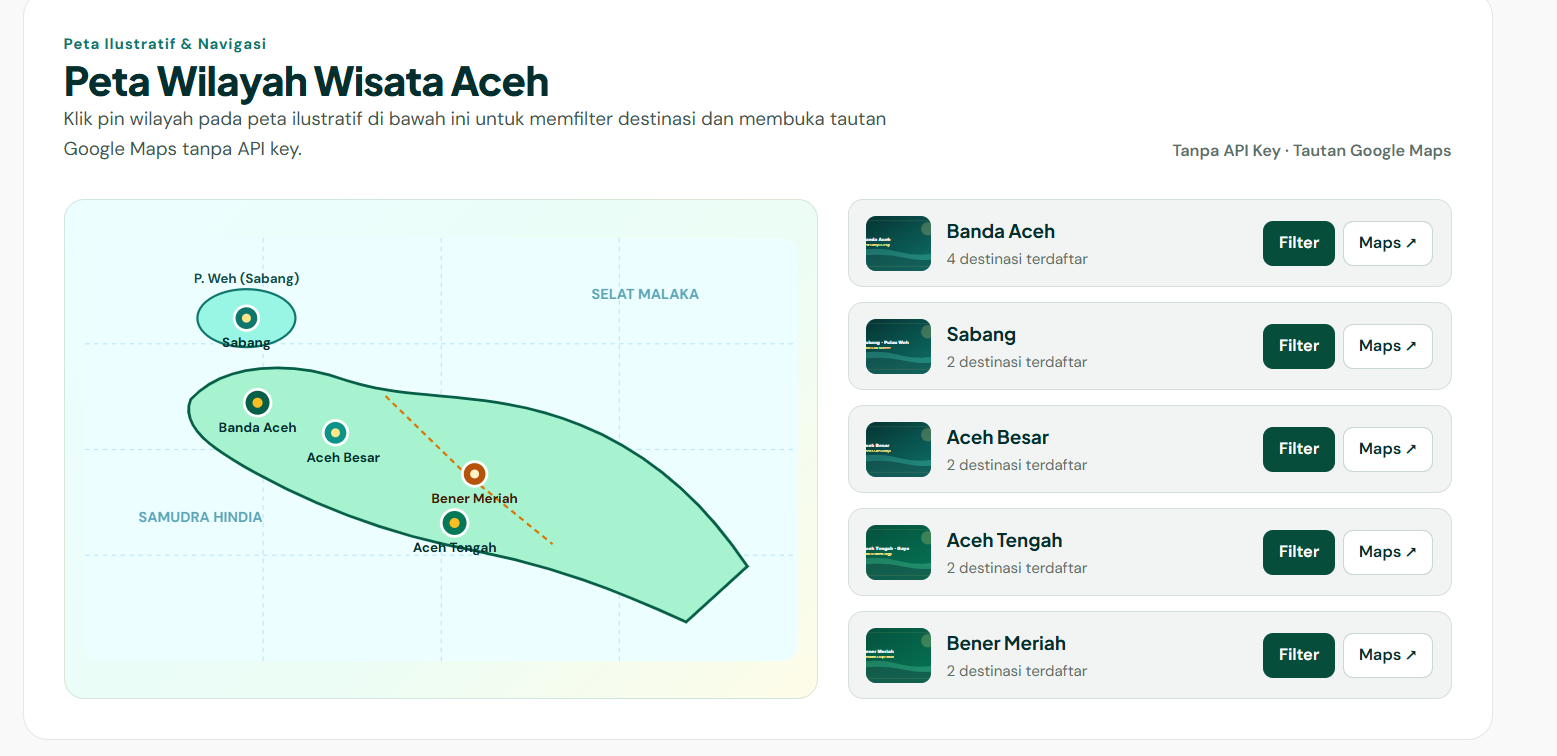 Peta Ilustratif & Navigasi
Peta Wilayah Wisata Aceh
Klik pin wilayah pada peta ilustratif di bawah ini untuk memfilter destinasi dan membuka tautan
Google Maps tanpa API key.
Tanpa API Key · Tautan Google Maps
P. Weh (Sabang)
SELAT MALAKA
Sabang
Banda Aceh
Aceh Besar
Bener Meriah
SAMUDRA HINDIA
Aceh Tengah
Banda Aceh
4 destinasi terdaftar
Filter
Maps ↗
Sabang
2 destinasi terdaftar
Filter
Maps ↗
Aceh Besar
2 destinasi terdaftar
Filter
Maps ↗
Aceh Tengah
2 destinasi terdaftar
Filter
Maps ↗
Bener Meriah
2 destinasi terdaftar
Filter
Maps ↗